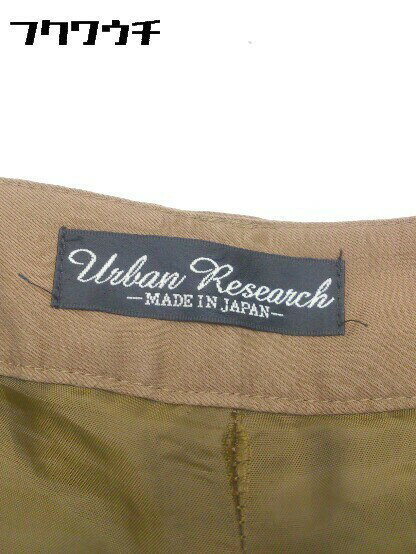 フクワウチ
Urban Research
—MADE IN JAPAN—